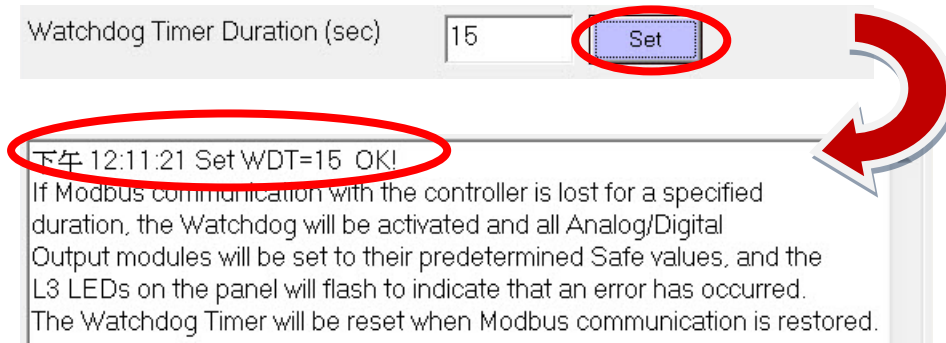 Watchdog Timer Duration (sec) 15 Set
下午 12:11:21 Set WDT=15 OK!
If Modbus communication with the controller is lost for a specified
duration, the Watchdog will be activated and all Analog/Digital
Output modules will be set to their predetermined Safe values, and the
L3 LEDs on the panel will flash to indicate that an error has occurred.
The Watchdog Timer will be reset when Modbus communication is restored.